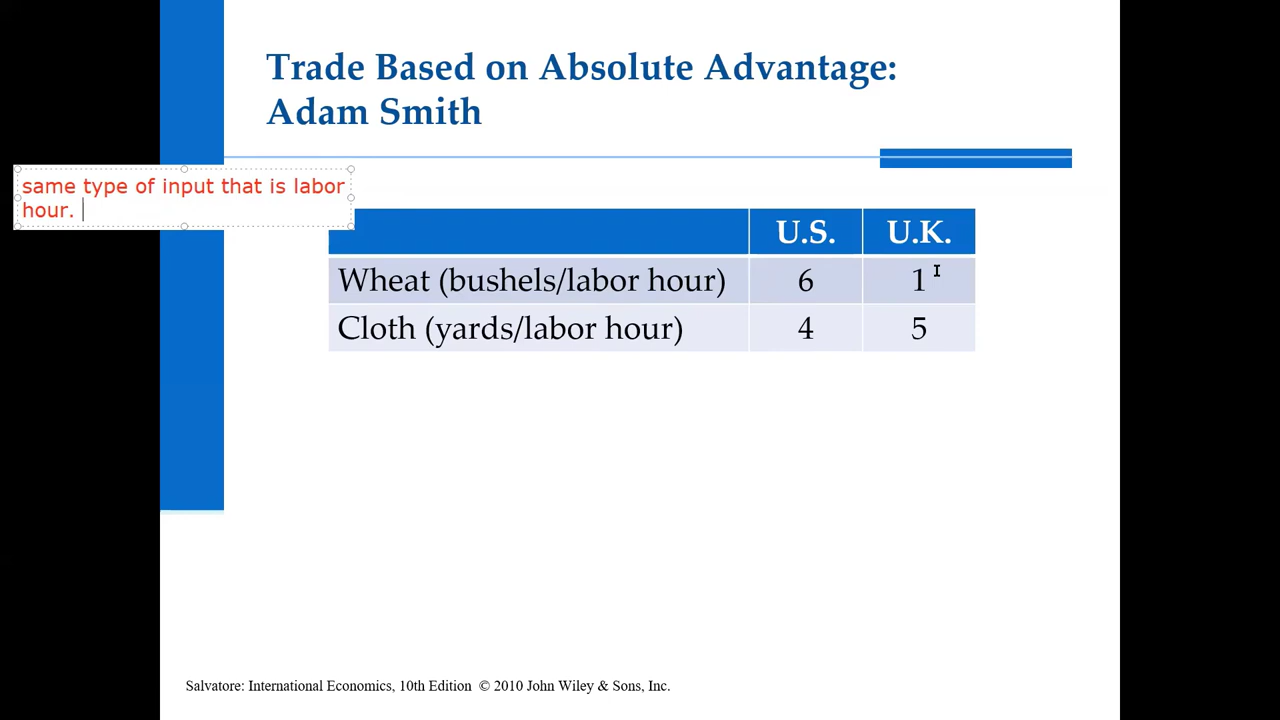 Trade Based on Absolute Advantage:
Adam Smith
same type of input that is labor
hour.
U.S. U.K.
Wheat (bushels/labor hour) 6 1
Cloth (yards/labor hour) 4 5
Salvatore: International Economics, 10th Edition © 2010 John Wiley & Sons, Inc.